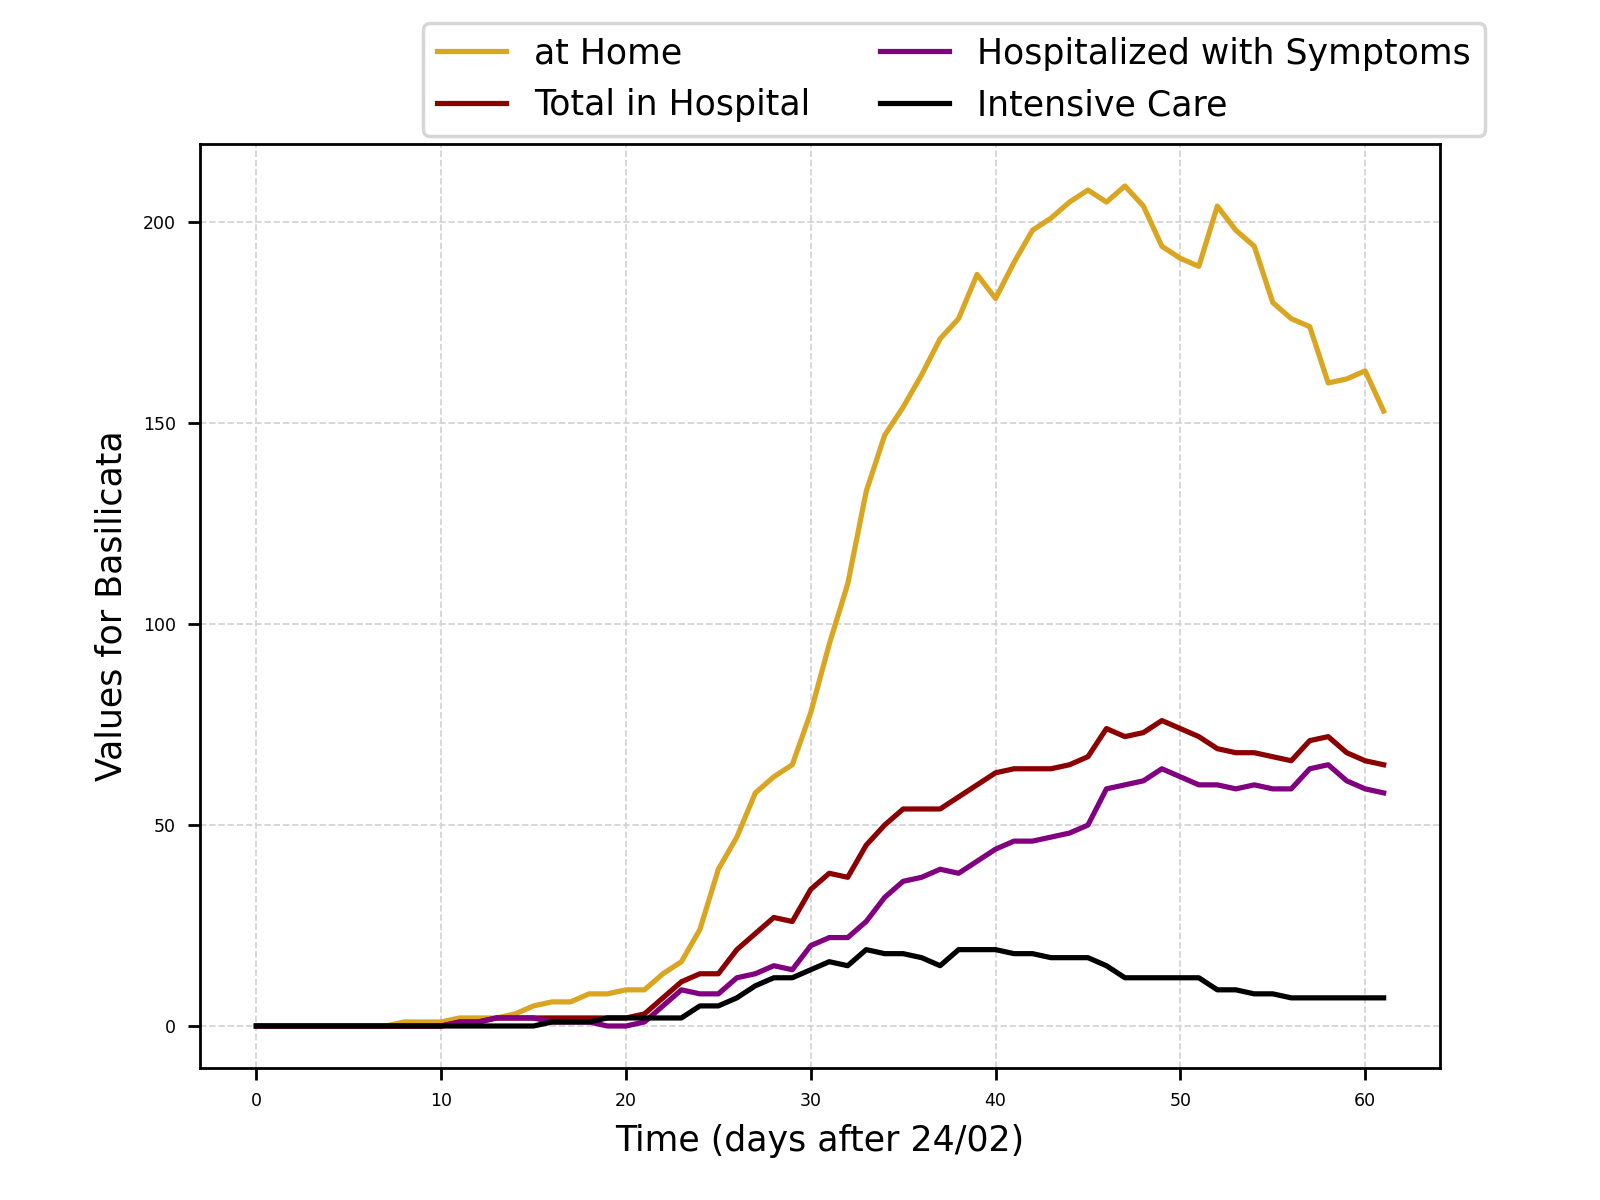 at Home
Total in Hospital
Hospitalized with Symptoms
Intensive Care
Values for Basilicata
200
150
100
50
0
0 10 20 30 40 50 60
Time (days after 24/02)